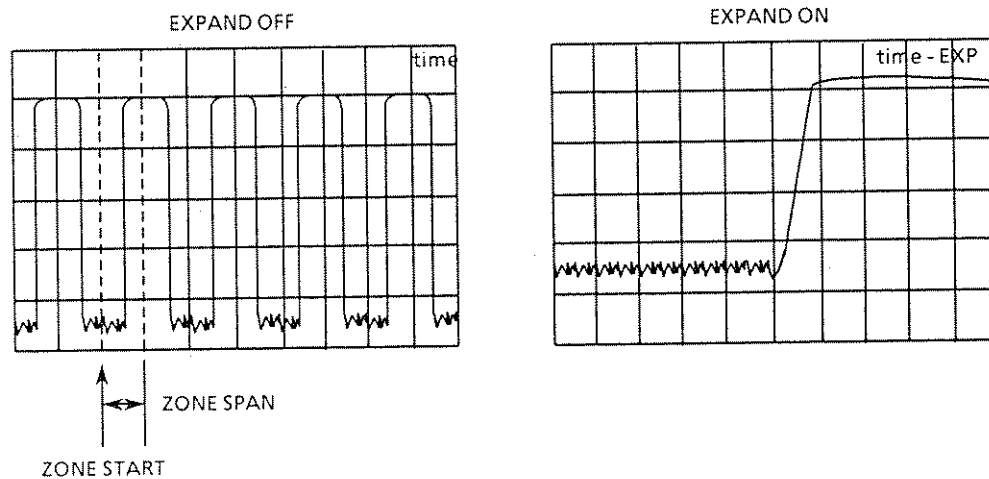 EXPAND OFF
time
EXPAND ON
time - EXP
ZONE SPAN
ZONE START